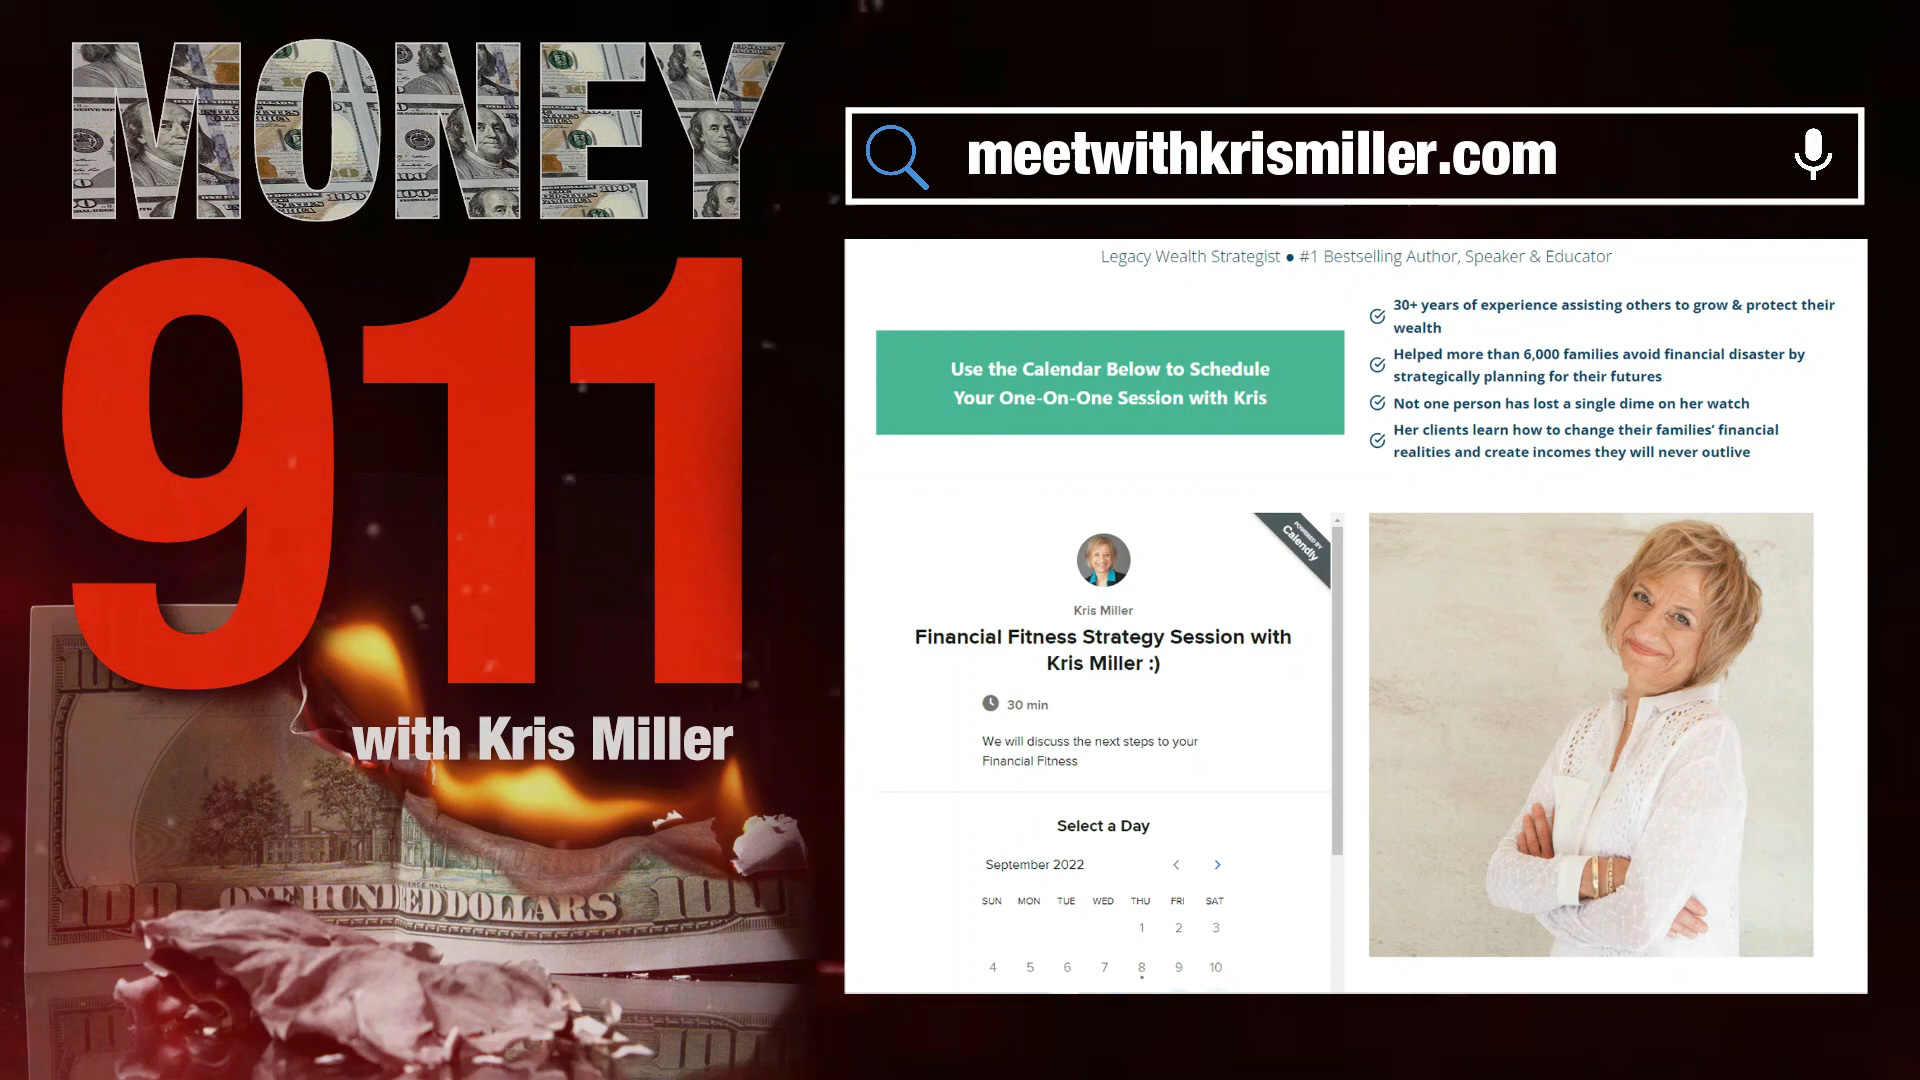 MONEY
911
with Kris Miller
100
ONE HUNDRED DOLLARS
100
meetwithkrismiller.com
Legacy Wealth Strategist ● #1 Bestselling Author, Speaker & Educator
Use the Calendar Below to Schedule
Your One-On-One Session with Kris
30+ years of experience assisting others to grow & protect their
wealth
Helped more than 6,000 families avoid financial disaster by
strategically planning for their futures
Not one person has lost a single dime on her watch
Her clients learn how to change their families’ financial
realities and create incomes they will never outlive
POWERED BY
Calendly
Kris Miller
Financial Fitness Strategy Session with
Kris Miller :)
30 min
We will discuss the next steps to your
Financial Fitness
Select a Day
September 2022
SUN MON TUE WED THU FRI SAT
1 2 3
4 5 6 7 8 9 10